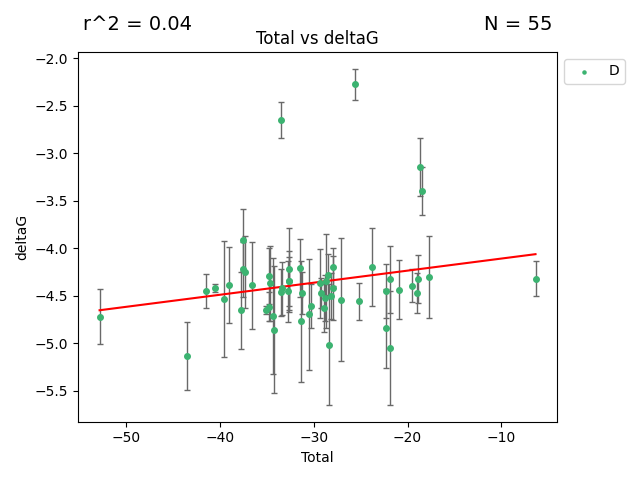 r^2 = 0.04
N = 55
Total vs deltaG
D
−2.0
−2.5
−3.0
−3.5
−4.0
−4.5
−5.0
−5.5
deltaG
−50
−40
−30
−20
−10
Total